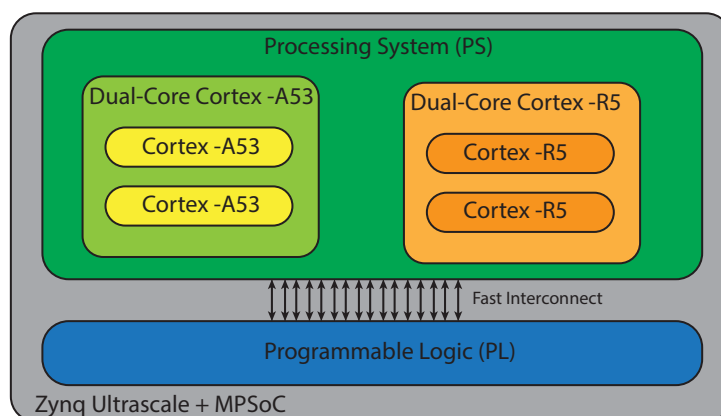 Processing System (PS)
Dual-Core Cortex -A53
Cortex -A53
Cortex -A53
Dual-Core Cortex -R5
Cortex -R5
Cortex -R5
Fast Interconnect
Programmable Logic (PL)
Zynq Ultrascale + MPSoC